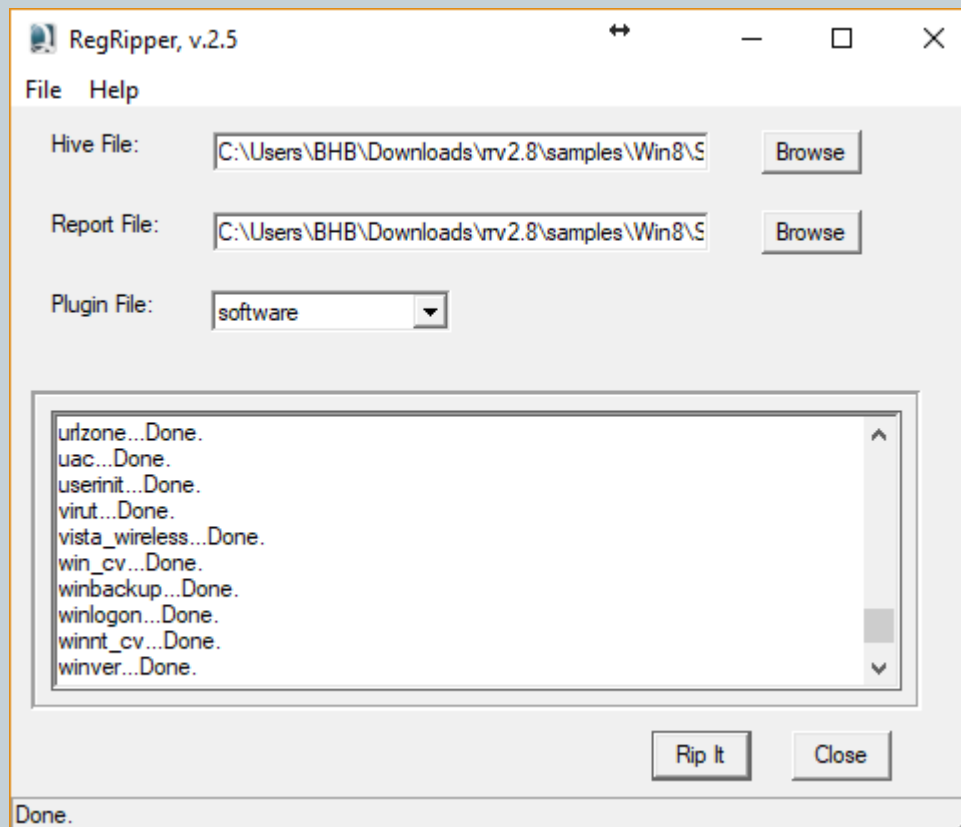 RegRipper, v.2.5
File Help
Hive File: C:\Users\BHB\Downloads\rrv2.8\samples\Win8\S Browse
Report File: C:\Users\BHB\Downloads\rrv2.8\samples\Win8\S Browse
Plugin File: software
urlzone...Done.
uac...Done.
userinit...Done.
virut...Done.
vista_wireless...Done.
win_cv...Done.
winbackup...Done.
winlogon...Done.
winnt_cv...Done.
winver...Done.
Rip It Close
Done.